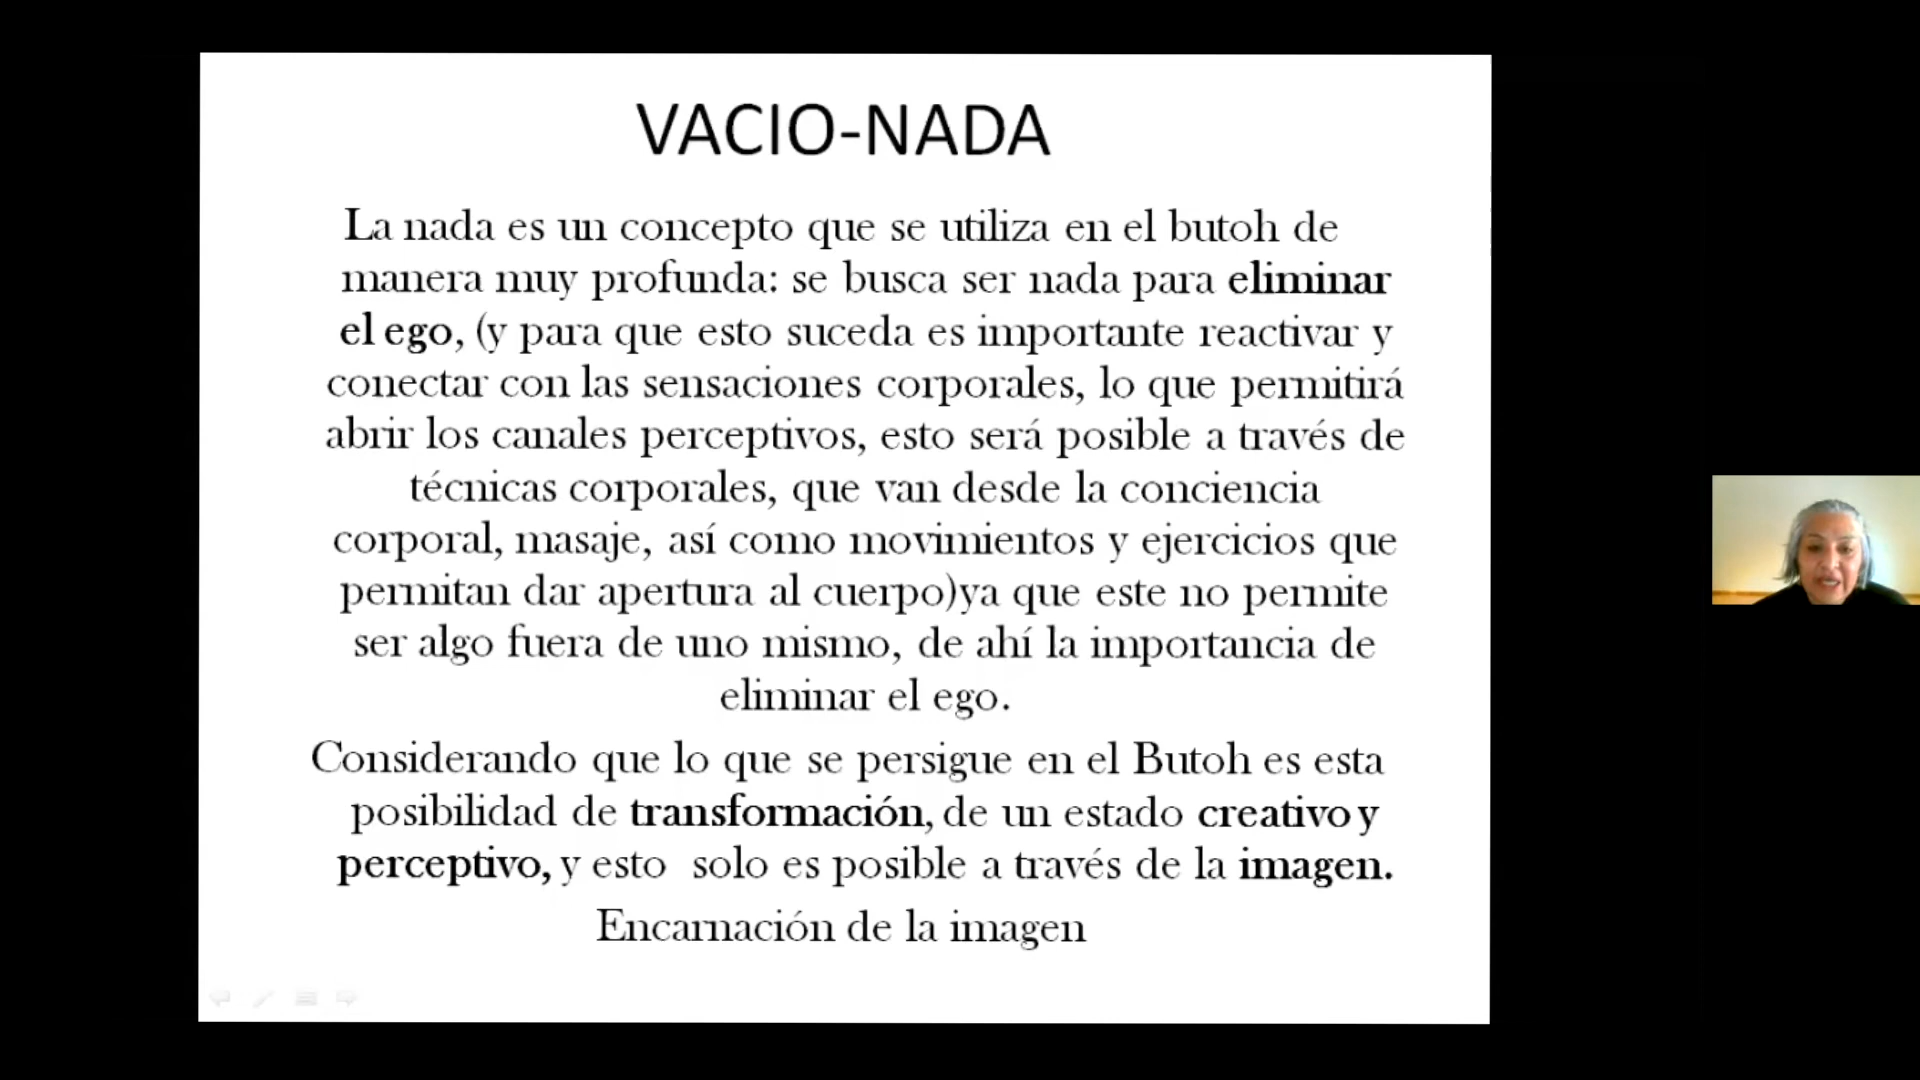 VACIO-NADA
La nada es un concepto que se utiliza en el butoh de
manera muy profunda: se busca ser nada para eliminar
el ego, (y para que esto suceda es importante reactivar y
conectar con las sensaciones corporales, lo que permitirá
abrir los canales perceptivos, esto será posible a través de
técnicas corporales, que van desde la conciencia
corporal, masaje, así como movimientos y ejercicios que
permitan dar apertura al cuerpo)ya que este no permite
ser algo fuera de uno mismo, de ahí la importancia de
eliminar el ego.
Considerando que lo que se persigue en el Butoh es esta
posibilidad de transformación, de un estado creativo y
perceptivo, y esto solo es posible a través de la imagen.
Encarnación de la imagen